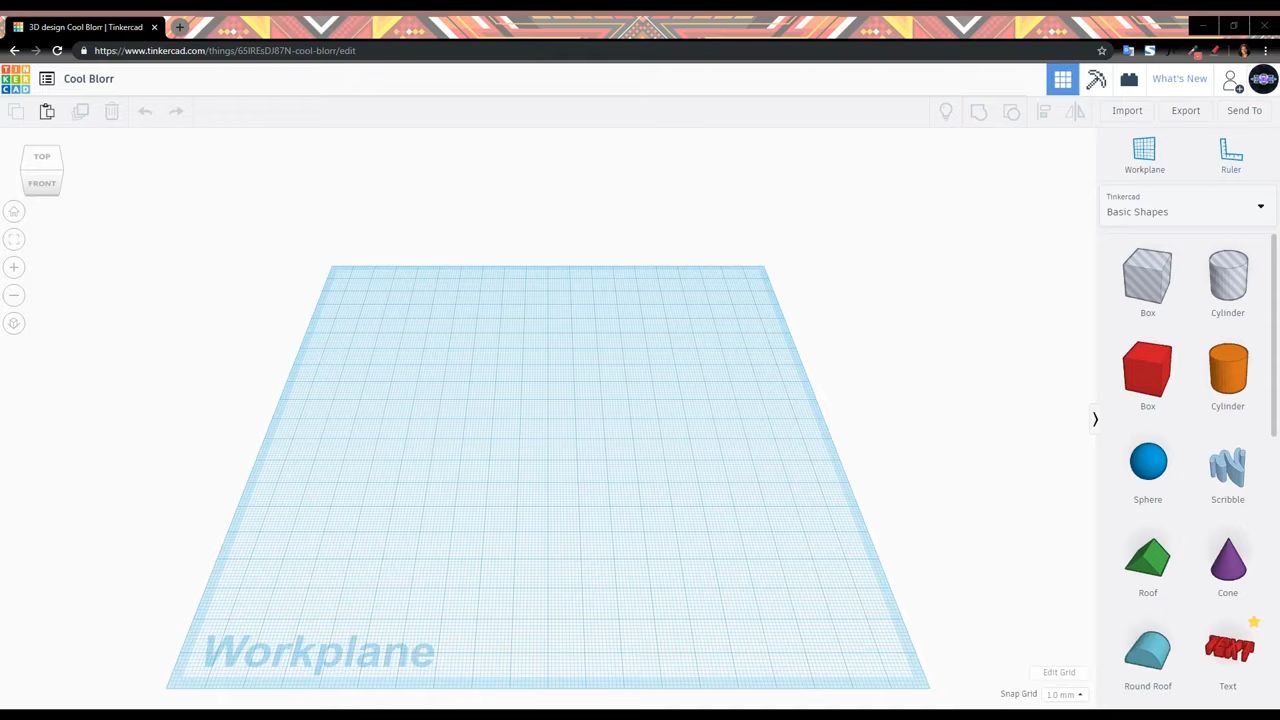 3D design Cool Blorr | Tinkercad
https://www.tinkercad.com/things/65IREsDJ87N-cool-blorr/edit
TIN
KER
CAD
Cool Blorr
What's New
Import
Export
Send To
TOP
FRONT
Workplane
Ruler
Tinkercad
Basic Shapes
Box
Cylinder
Box
Cylinder
Sphere
Scribble
Roof
Cone
TEXT
Round Roof
Text
Workplane
Edit Grid
Snap Grid
1.0 mm